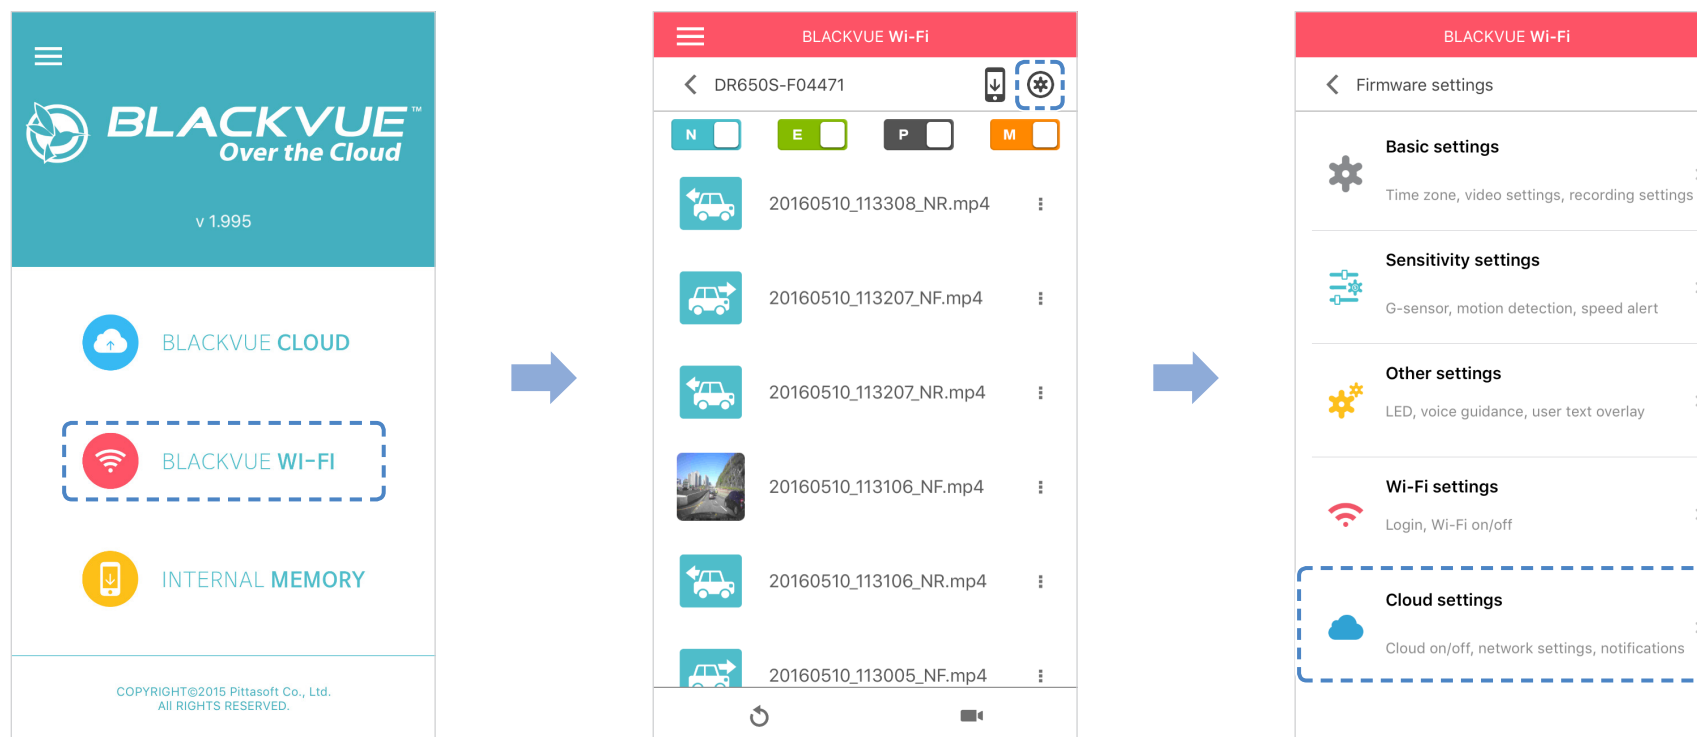 BLACKVUE™
Over the Cloud
v 1.995
BLACKVUE CLOUD
BLACKVUE WI-FI
INTERNAL MEMORY
COPYRIGHT©2015 Pittasoft Co., Ltd.
All RIGHTS RESERVED.
BLACKVUE Wi-Fi
DR650S-F04471
N E P M
20160510_113308_NR.mp4
20160510_113207_NF.mp4
20160510_113207_NR.mp4
20160510_113106_NF.mp4
20160510_113106_NR.mp4
20160510_113005_NF.mp4
BLACKVUE Wi-Fi
Firmware settings
Basic settings
Time zone, video settings, recording settings
Sensitivity settings
G-sensor, motion detection, speed alert
Other settings
LED, voice guidance, user text overlay
Wi-Fi settings
Login, Wi-Fi on/off
Cloud settings
Cloud on/off, network settings, notifications